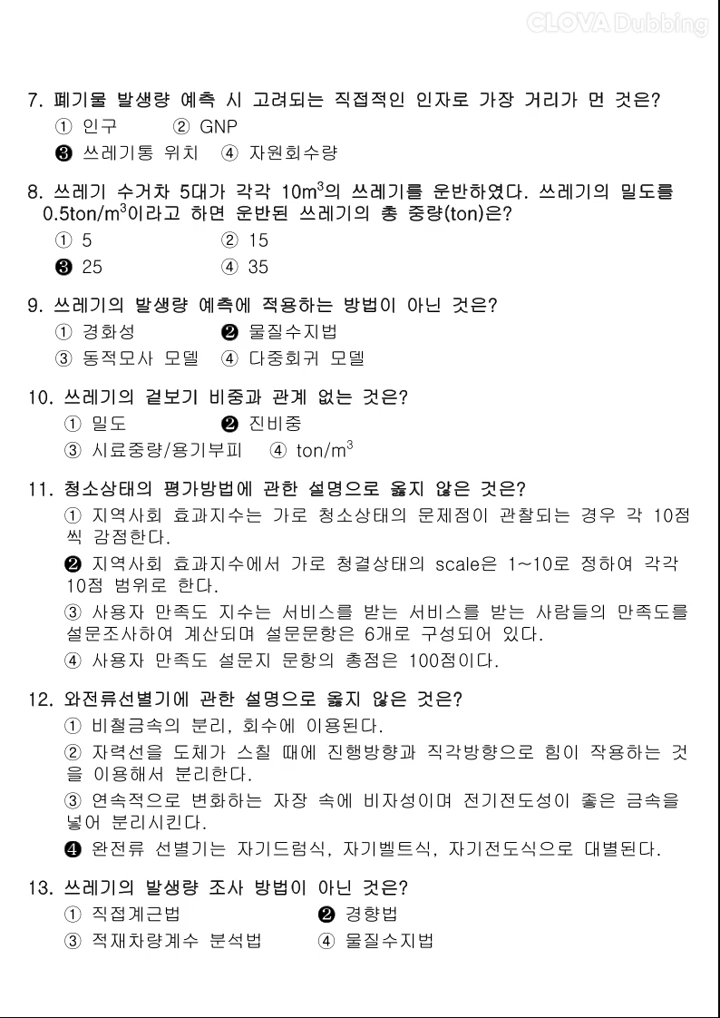 CLOVA Dubbing
7. 폐기물 발생량 예측 시 고려되는 직접적인 인자로 가장 거리가 먼 것은?
① 인구 ② GNP
❸ 쓰레기통 위치 ④ 자원회수량
8. 쓰레기 수거차 5대가 각각 10m³의 쓰레기를 운반하였다. 쓰레기의 밀도를
0.5ton/m³이라고 하면 운반된 쓰레기의 총 중량(ton)은?
① 5 ② 15
❸ 25 ④ 35
9. 쓰레기의 발생량 예측에 적용하는 방법이 아닌 것은?
① 경화성 ❷ 물질수지법
③ 동적모사 모델 ④ 다중회귀 모델
10. 쓰레기의 겉보기 비중과 관계 없는 것은?
① 밀도 ❷ 진비중
③ 시료중량/용기부피 ④ ton/m³
11. 청소상태의 평가방법에 관한 설명으로 옳지 않은 것은?
① 지역사회 효과지수는 가로 청소상태의 문제점이 관찰되는 경우 각 10점
씩 감점한다.
❷ 지역사회 효과지수에서 가로 청결상태의 scale은 1~10로 정하여 각각
10점 범위로 한다.
③ 사용자 만족도 지수는 서비스를 받는 서비스를 받는 사람들의 만족도를
설문조사하여 계산되며 설문문항은 6개로 구성되어 있다.
④ 사용자 만족도 설문지 문항의 총점은 100점이다.
12. 와전류선별기에 관한 설명으로 옳지 않은 것은?
① 비철금속의 분리, 회수에 이용된다.
② 자력선을 도체가 스칠 때에 진행방향과 직각방향으로 힘이 작용하는 것
을 이용해서 분리한다.
③ 연속적으로 변화하는 자장 속에 비자성이며 전기전도성이 좋은 금속을
넣어 분리시킨다.
❹ 완전류 선별기는 자기드럼식, 자기벨트식, 자기전도식으로 대별된다.
13. 쓰레기의 발생량 조사 방법이 아닌 것은?
① 직접계근법 ❷ 경향법
③ 적재차량계수 분석법 ④ 물질수지법